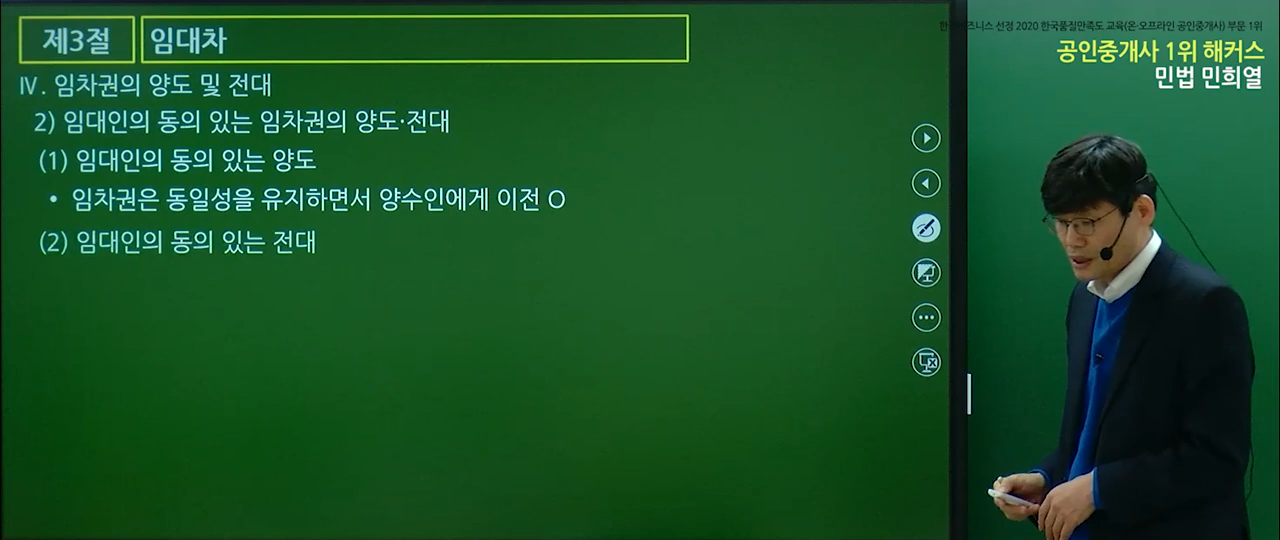 제3절 임대차
Ⅳ. 임차권의 양도 및 전대
2) 임대인의 동의 있는 임차권의 양도·전대
(1) 임대인의 동의 있는 양도
• 임차권은 동일성을 유지하면서 양수인에게 이전 O
(2) 임대인의 동의 있는 전대
선정 2020 한국품질만족도 교육(온·오프라인 공인중개사) 부문 1위
공인중개사 1위 해커스
민법 민희열